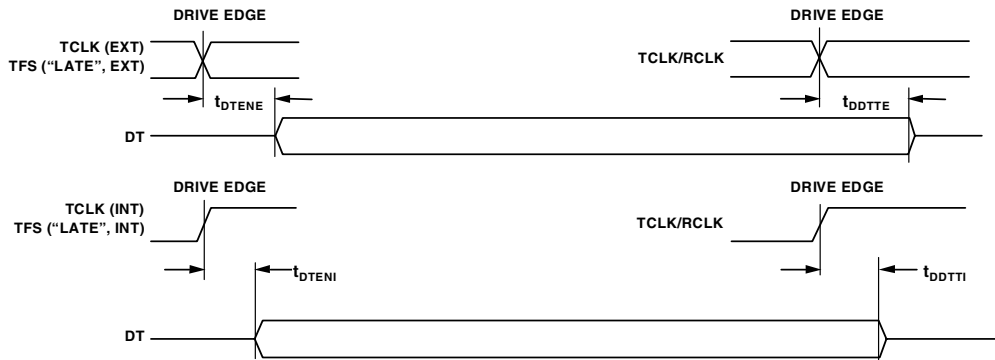 DRIVE EDGE DRIVE EDGE
TCLK (EXT)
TFS (“LATE”, EXT)
TCLK/RCLK
tDTENE tDDTTE
DT
DRIVE EDGE DRIVE EDGE
TCLK (INT)
TFS (“LATE”, INT)
TCLK/RCLK
tDTENI tDDTTI
DT